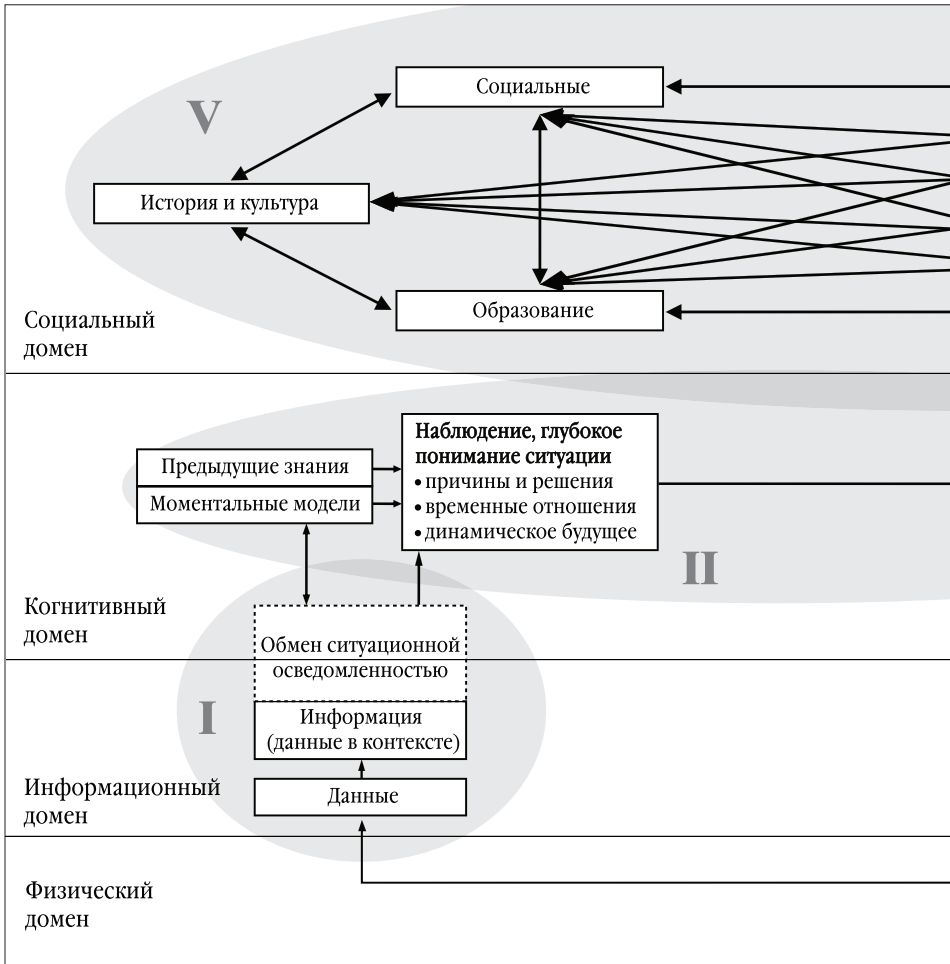 Социальные
V
История и культура
Образование
Социальный
домен
Наблюдение, глубокое
понимание ситуации
• причины и решения
• временные отношения
• динамическое будущее
Предыдущие знания
Моментальные модели
II
Когнитивный
домен
Обмен ситуационной
осведомленностью
I
Информация
(данные в контексте)
Информационный
домен
Данные
Физический
домен